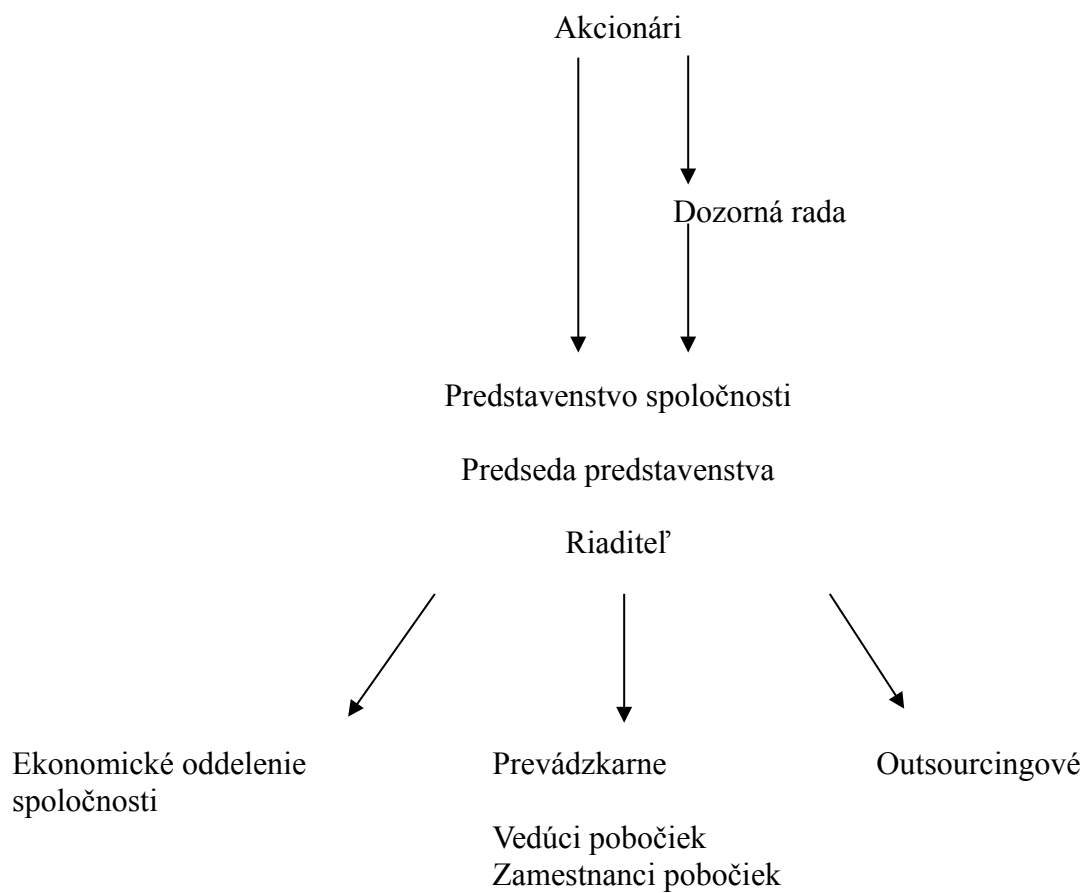 Akcionári
Dozorná rada
Predstavenstvo spoločnosti
Predseda predstavenstva
Riaditeľ
Ekonomické oddelenie
spoločnosti
Prevádzkarne
Vedúci pobočiek
Zamestnanci pobočiek
Outsourcingové